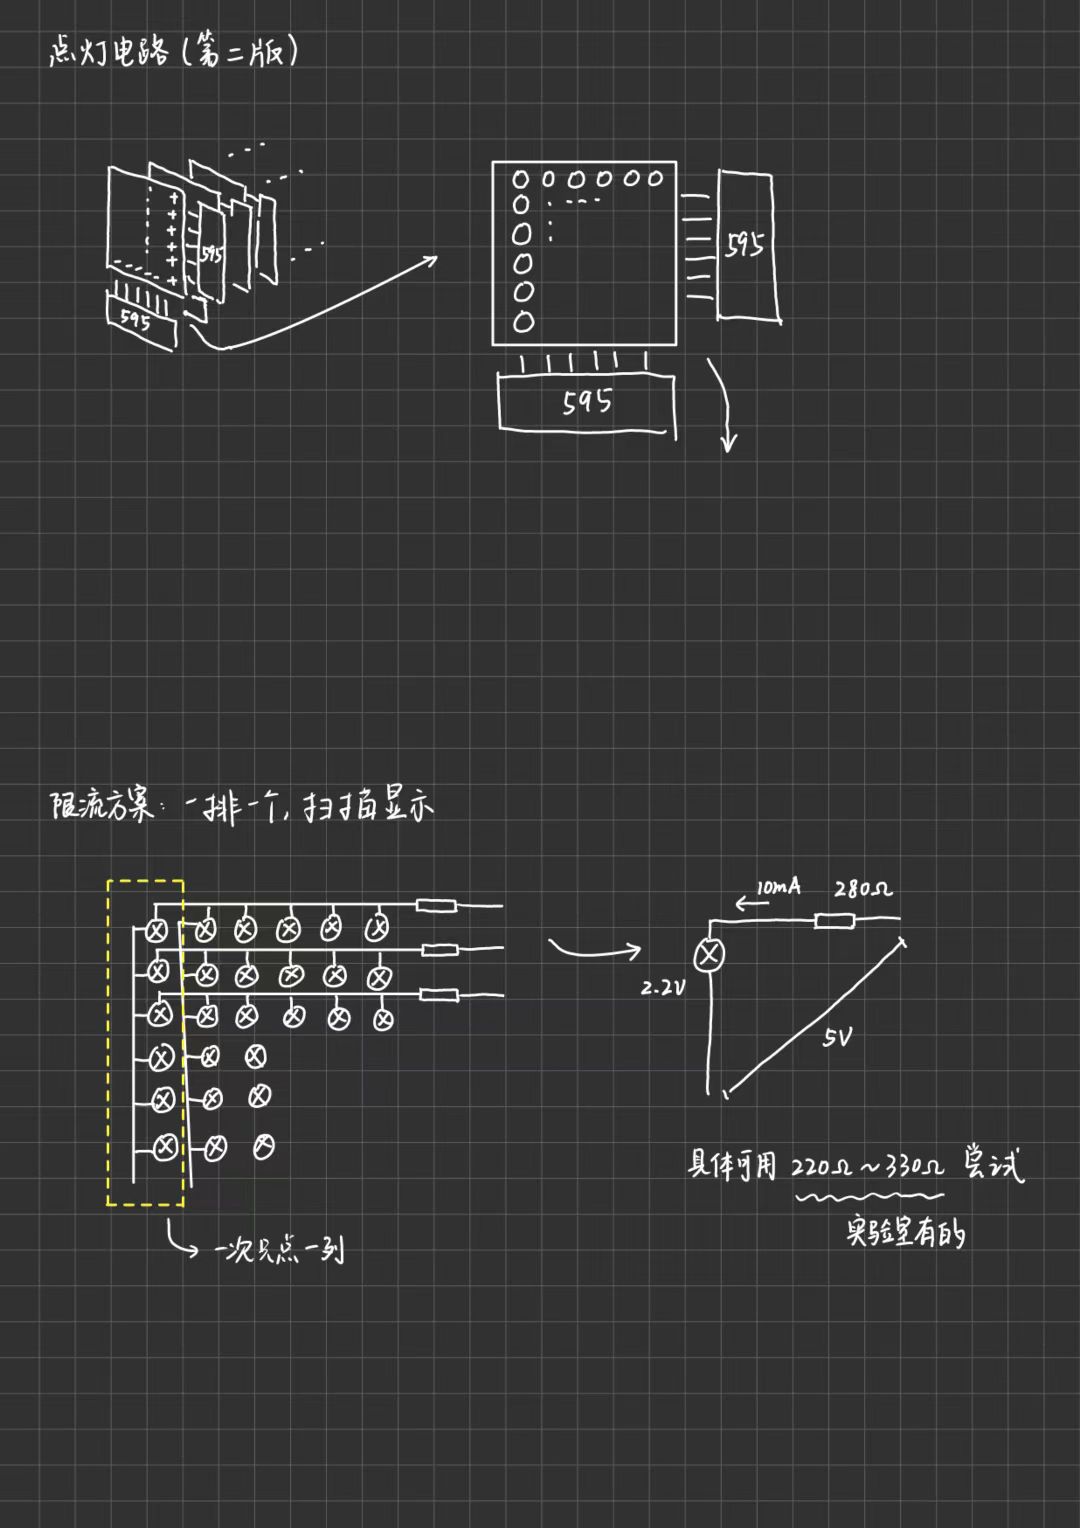 点灯电路(第二版)
595
595
595
595
限流方案: 一排一个, 扫描显示
10mA
280Ω
2.2V
5V
具体可用 220Ω~330Ω 尝试
实验室有的
一次只点一列